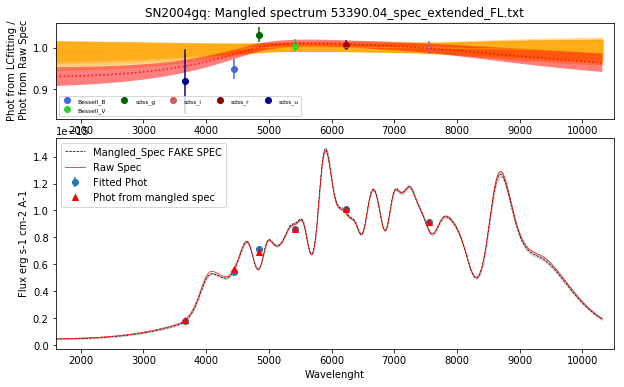 SN2004gq: Mangled spectrum 53390.04_spec_extended_FL.txt
Phot from LCfitting /
Phot from Raw Spec
1.0
0.9
Bessell_B
Bessell_V
sdss_g
sdss_i
sdss_r
sdss_u
2000 3000 4000 5000 6000 7000 8000 9000 10000
Flux erg s-1 cm-2 A-1
1.4
1.2
1.0
0.8
0.6
0.4
0.2
0.0
Mangled_Spec FAKE SPEC
Raw Spec
Fitted Phot
Phot from mangled spec
2000 3000 4000 5000 6000 7000 8000 9000 10000
Wavelenght